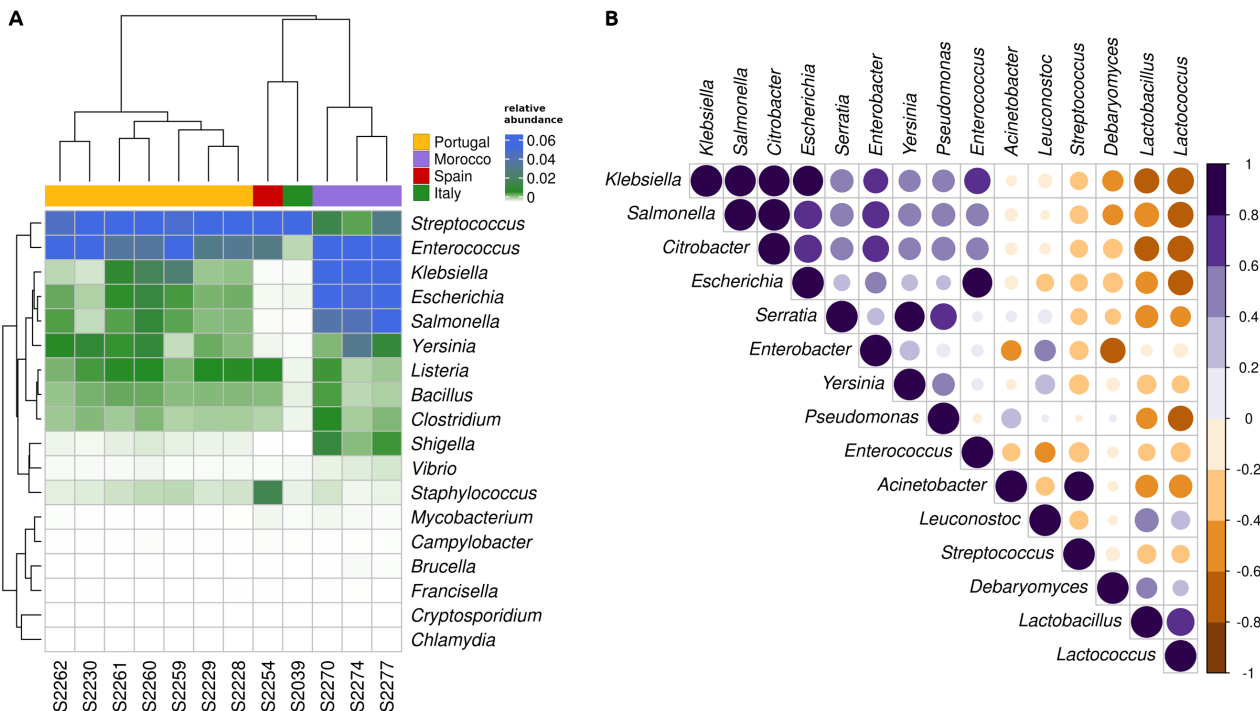 A
relative
abundance
Portugal
Morocco
Spain
Italy
0.06
0.04
0.02
0
Streptococcus
Enterococcus
Klebsiella
Escherichia
Salmonella
Yersinia
Listeria
Bacillus
Clostridium
Shigella
Vibrio
Staphylococcus
Mycobacterium
Campylobacter
Brucella
Francisella
Cryptosporidium
Chlamydia
S2262
S2230
S2261
S2260
S2259
S2229
S2228
S2254
S2039
S2270
S2274
S2277
B
Klebsiella
Salmonella
Citrobacter
Escherichia
Serratia
Enterobacter
Yersinia
Pseudomonas
Enterococcus
Acinetobacter
Leuconostoc
Streptococcus
Debaryomyces
Lactobacillus
Lactococcus
Klebsiella
Salmonella
Citrobacter
Escherichia
Serratia
Enterobacter
Yersinia
Pseudomonas
Enterococcus
Acinetobacter
Leuconostoc
Streptococcus
Debaryomyces
Lactobacillus
Lactococcus
1
0.8
0.6
0.4
0.2
0
-0.2
-0.4
-0.6
-0.8
-1